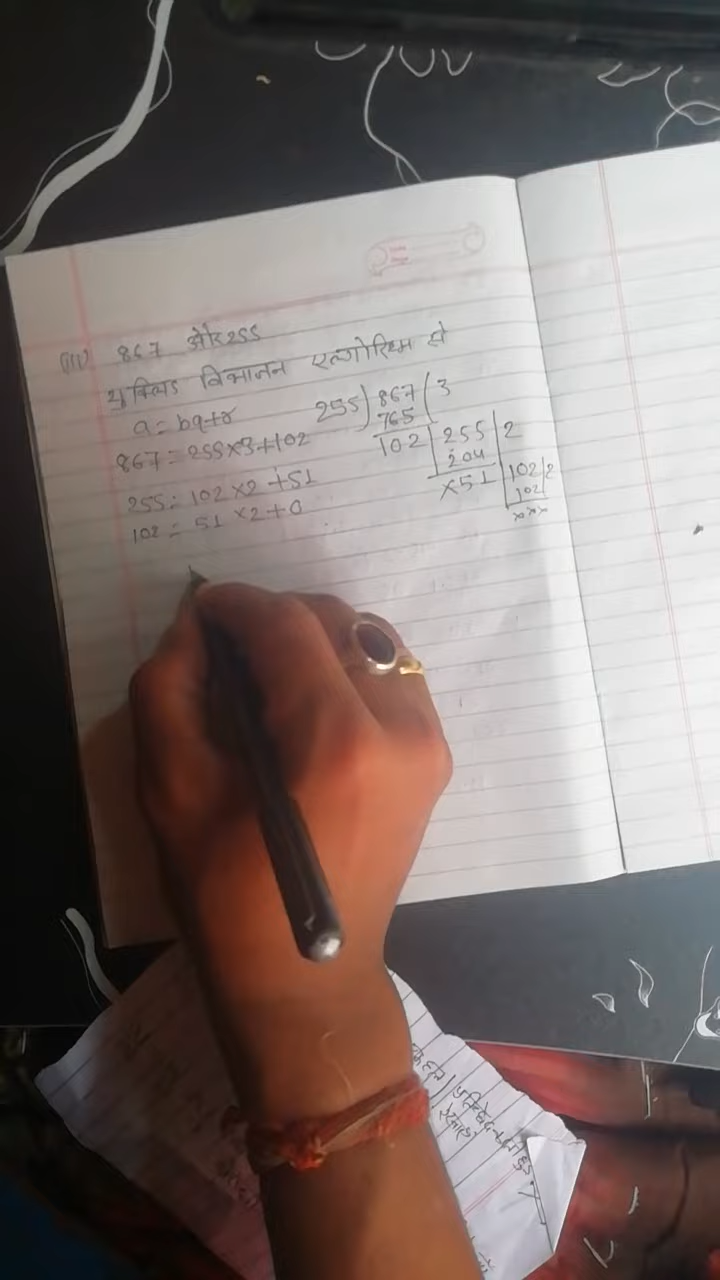 (iii) 867 और 255
युक्लिड विभाजन एल्गोरिथ्म से
a = bq+r
867 = 255×3+102
255 = 102×2+51
102 = 51×2+0
255) 867 (3
765
102 | 255 | 2
204
×51 | 102 | 2
102
×××